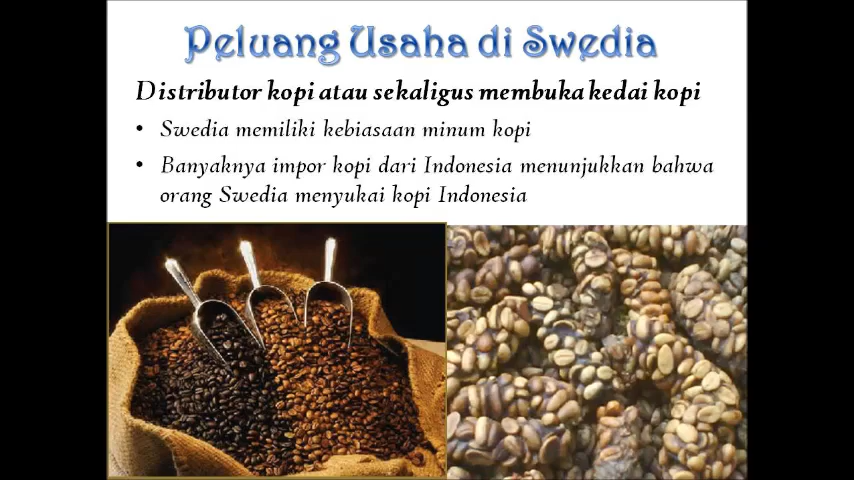 Peluang Usaha di Swedia
Distributor kopi atau sekaligus membuka kedai kopi
• Swedia memiliki kebiasaan minum kopi
• Banyaknya impor kopi dari Indonesia menunjukkan bahwa
orang Swedia menyukai kopi Indonesia